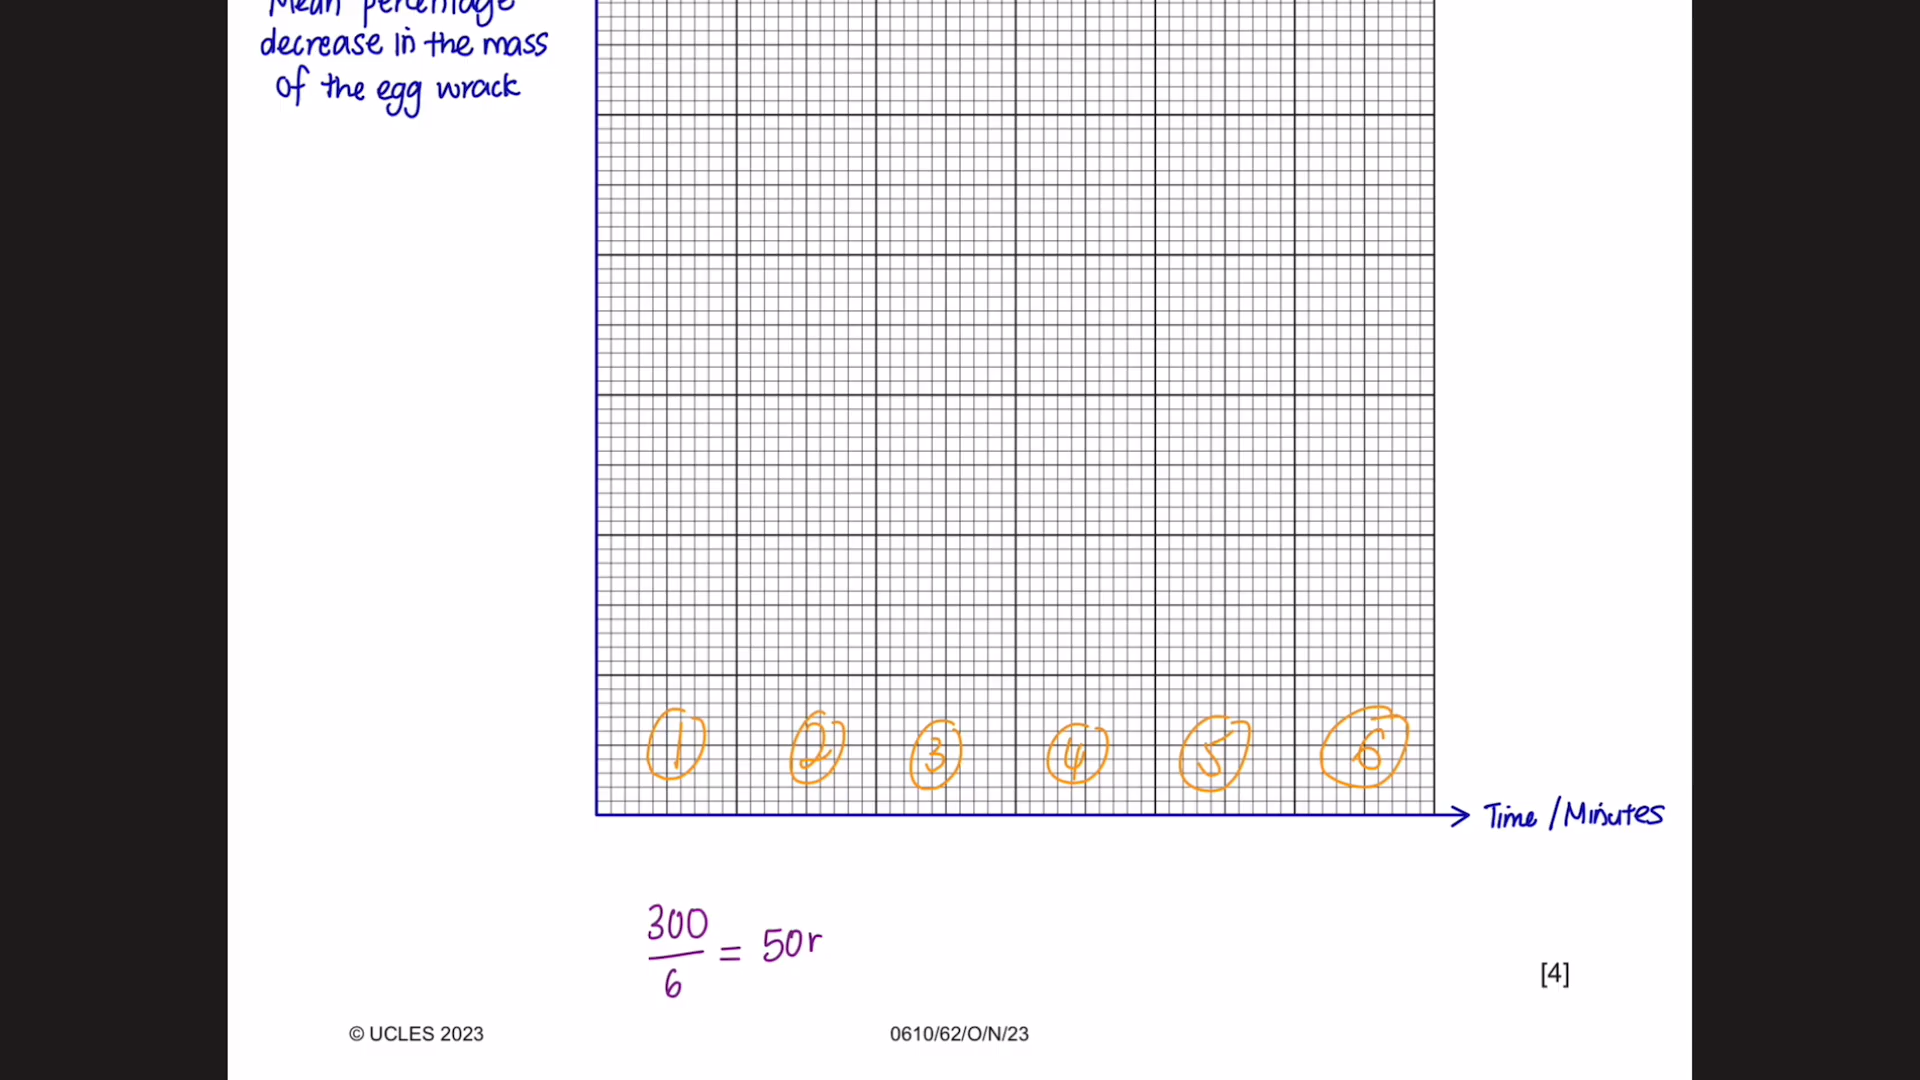 Mean percentage
decrease in the mass
of the egg wrack
1 2 3 4 5 6
Time / Minutes
300
6
= 50r
[4]
© UCLES 2023
0610/62/O/N/23